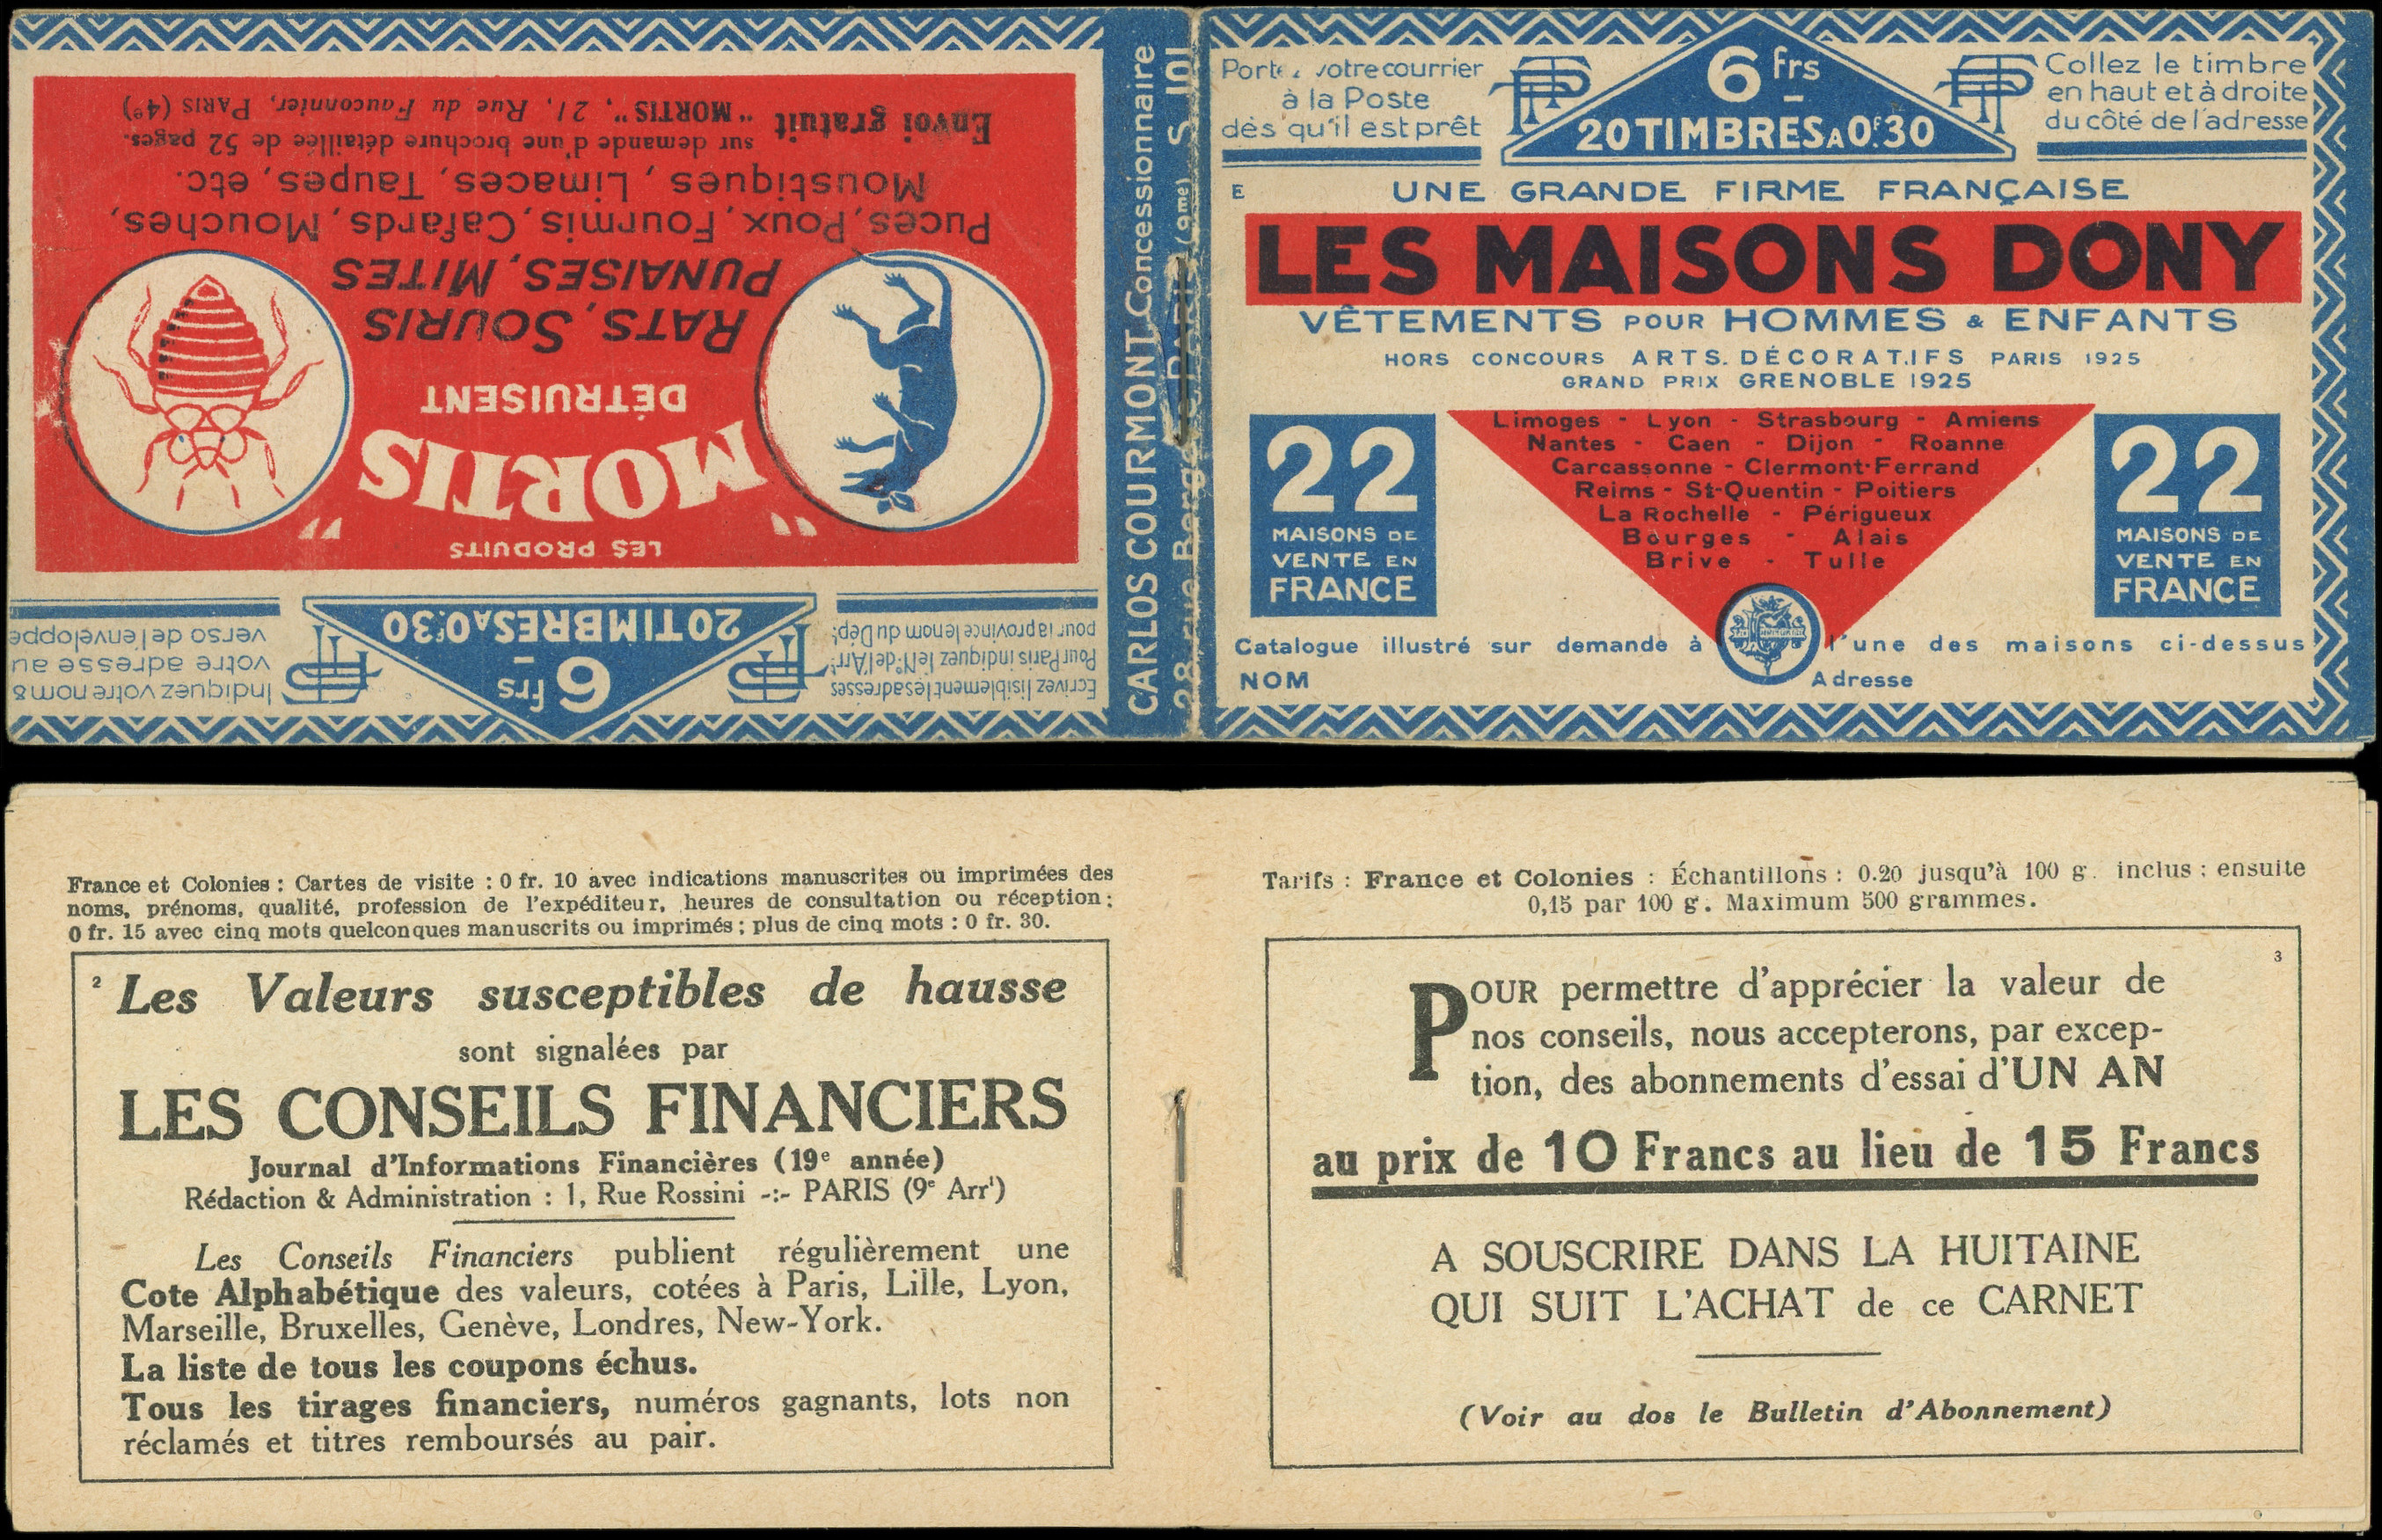 LES PRODUITS
"MORTIS"
DÉTRUISENT
RATS, SOURIS
PUNAISES, MITES
Puces, Poux, Fourmis, Cafards, Mouches,
Moustiques, Limaces, Taupes, etc.
Envoi gratuit sur demande d'une brochure détaillée de 52 pages.
"MORTIS", 21, Rue du Fauconnier, PARIS (4e)
Ecrivez lisiblement les adresses
Pour Paris indiquez le N° de l'Arrt
pour la province le nom du Dépt
6 frs
20 TIMBRES A 0f.30
Indiquez votre nom &
votre adresse au
verso de l'enveloppe
CARLOS COURMONT, Concessionnaire
28, rue Bergère, PARIS (9me) S. 101
Portez votre courrier
à la Poste
dès qu'il est prêt
6 frs
20 TIMBRES A 0f.30
Collez le timbre
en haut et à droite
du côté de l'adresse
E
UNE GRANDE FIRME FRANÇAISE
LES MAISONS DONY
VÊTEMENTS POUR HOMMES & ENFANTS
HORS CONCOURS ARTS. DÉCORAT.IFS PARIS 1925
GRAND PRIX GRENOBLE 1925
22
MAISONS DE
VENTE EN
FRANCE
Limoges - Lyon - Strasbourg - Amiens
Nantes - Caen - Dijon - Roanne
Carcassonne - Clermont-Ferrand
Reims - St-Quentin - Poitiers
La Rochelle - Périgueux
Bourges - Alais
Brive - Tulle
22
MAISONS DE
VENTE EN
FRANCE
Catalogue illustré sur demande à l'une des maisons ci-dessus
NOM Adresse
France et Colonies : Cartes de visite : 0 fr. 10 avec indications manuscrites ou imprimées des
noms, prénoms, qualité, profession de l'expéditeur, heures de consultation ou réception ;
0 fr. 15 avec cinq mots quelconques manuscrits ou imprimés ; plus de cinq mots : 0 fr. 30.
2
Les Valeurs susceptibles de hausse
sont signalées par
LES CONSEILS FINANCIERS
Journal d'Informations Financières (19e année)
Rédaction & Administration : 1, Rue Rossini -:- PARIS (9e Arrt)
Les Conseils Financiers publient régulièrement une
Cote Alphabétique des valeurs, cotées à Paris, Lille, Lyon,
Marseille, Bruxelles, Genève, Londres, New-York.
La liste de tous les coupons échus.
Tous les tirages financiers, numéros gagnants, lots non
réclamés et titres remboursés au pair.
Tarifs : France et Colonies : Échantillons : 0.20 jusqu'à 100 g. inclus ; ensuite
0,15 par 100 g. Maximum 500 grammes.
3
POUR permettre d'apprécier la valeur de
nos conseils, nous accepterons, par excep-
tion, des abonnements d'essai d'UN AN
au prix de 10 Francs au lieu de 15 Francs
A SOUSCRIRE DANS LA HUITAINE
QUI SUIT L'ACHAT de ce CARNET
(Voir au dos le Bulletin d'Abonnement)